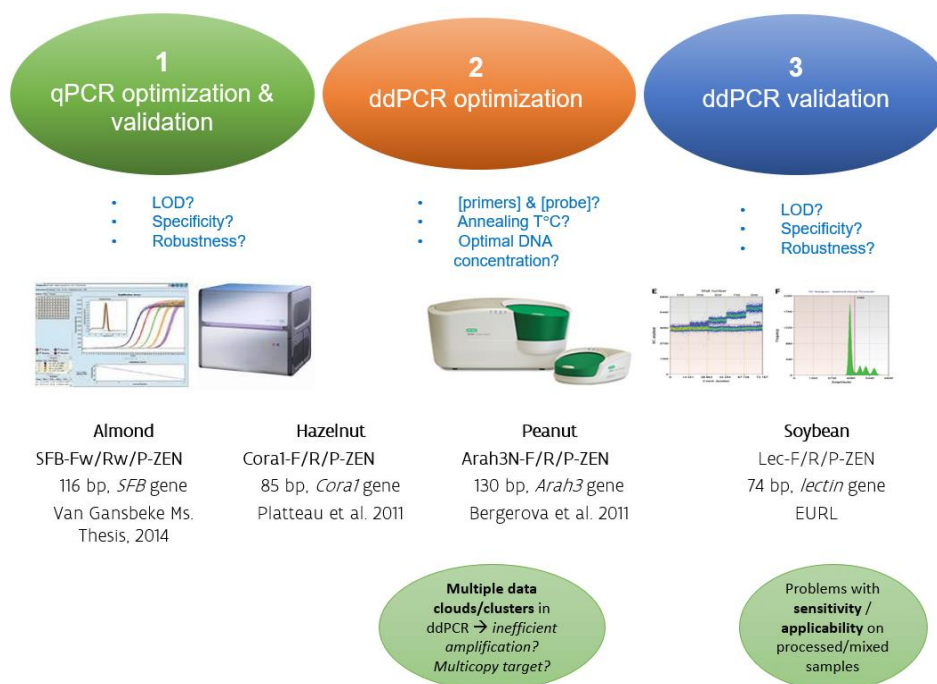 1
qPCR optimization &
validation
2
ddPCR optimization
3
ddPCR validation
• LOD?
• Specificity?
• Robustness?
• [primers] & [probe]?
• Annealing T°C?
• Optimal DNA
concentration?
• LOD?
• Specificity?
• Robustness?
E
F
Almond
SFB-Fw/Rw/P-ZEN
116 bp, SFB gene
Van Gansbeke Ms.
Thesis, 2014
Hazelnut
Cora1-F/R/P-ZEN
85 bp, Cora1 gene
Platteau et al. 2011
Peanut
Arah3N-F/R/P-ZEN
130 bp, Arah3 gene
Bergerova et al. 2011
Soybean
Lec-F/R/P-ZEN
74 bp, lectin gene
EURL
Multiple data
clouds/clusters in
ddPCR → inefficient
amplification?
Multicopy target?
Problems with
sensitivity /
applicability on
processed/mixed
samples